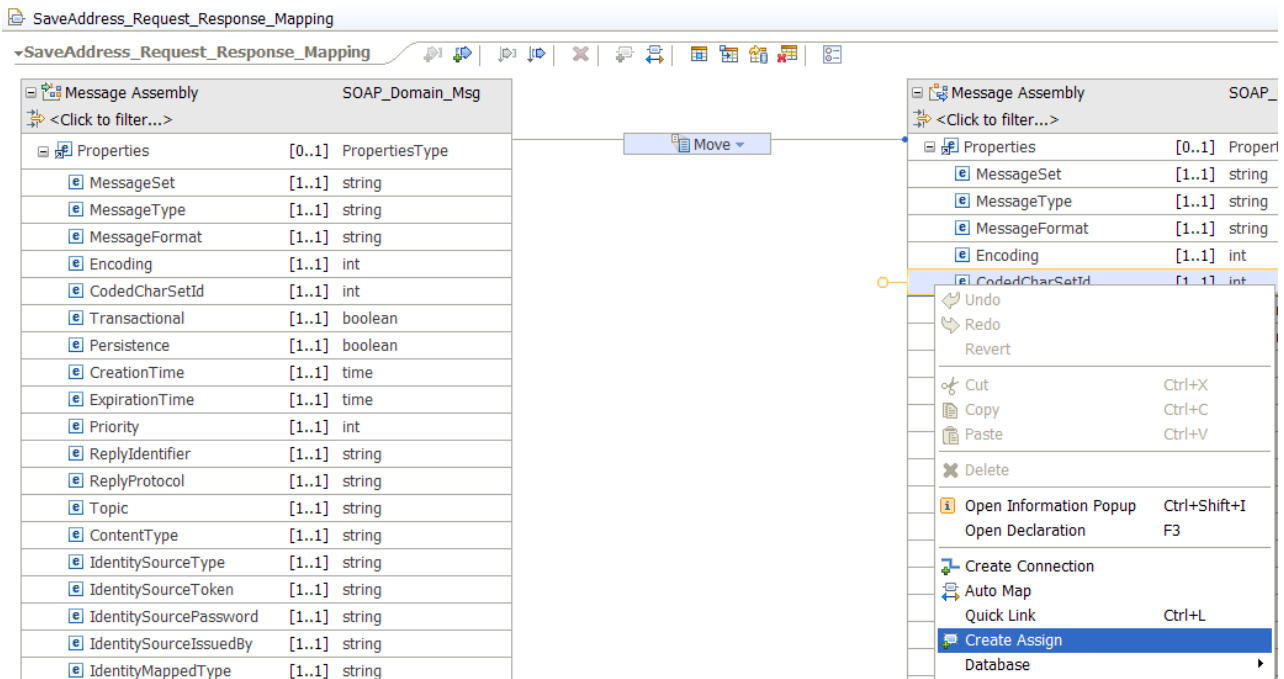 SaveAddress_Request_Response_Mapping
SaveAddress_Request_Response_Mapping
Message Assembly SOAP_Domain_Msg
<Click to filter...>
Properties [0..1] PropertiesType
MessageSet [1..1] string
MessageType [1..1] string
MessageFormat [1..1] string
Encoding [1..1] int
CodedCharSetId [1..1] int
Transactional [1..1] boolean
Persistence [1..1] boolean
CreationTime [1..1] time
ExpirationTime [1..1] time
Priority [1..1] int
ReplyIdentifier [1..1] string
ReplyProtocol [1..1] string
Topic [1..1] string
ContentType [1..1] string
IdentitySourceType [1..1] string
IdentitySourceToken [1..1] string
IdentitySourcePassword [1..1] string
IdentitySourceIssuedBy [1..1] string
IdentityMappedType [1..1] string
Move
Message Assembly SOAP_
<Click to filter...>
Properties [0..1] Propert
MessageSet [1..1] string
MessageType [1..1] string
MessageFormat [1..1] string
Encoding [1..1] int
CodedCharSetId [1..1] int
Undo
Redo
Revert
Cut Ctrl+X
Copy Ctrl+C
Paste Ctrl+V
Delete
Open Information Popup Ctrl+Shift+I
Open Declaration F3
Create Connection
Auto Map
Quick Link Ctrl+L
Create Assign
Database